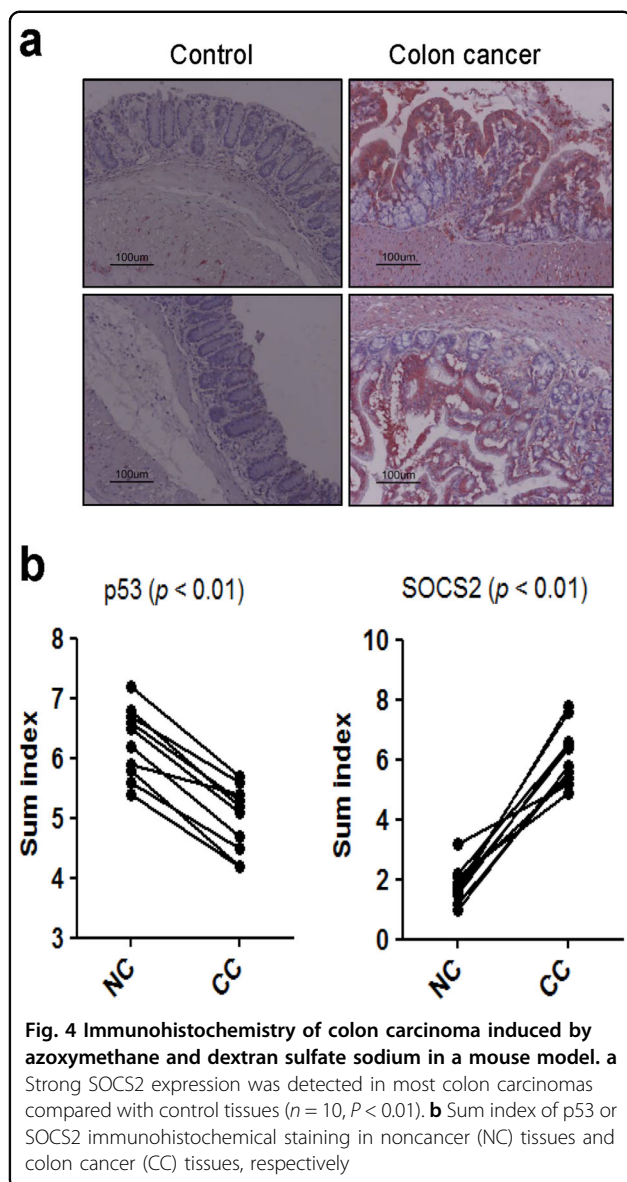 a
Control Colon cancer
100um 100um
100um 100um
b
p53 (p < 0.01) SOCS2 (p < 0.01)
Sum index
8
7
6
5
4
3
NC CC
Sum index
10
8
6
4
2
0
NC CC
Fig. 4 Immunohistochemistry of colon carcinoma induced by
azoxymethane and dextran sulfate sodium in a mouse model. a
Strong SOCS2 expression was detected in most colon carcinomas
compared with control tissues (n = 10, P < 0.01). b Sum index of p53 or
SOCS2 immunohistochemical staining in noncancer (NC) tissues and
colon cancer (CC) tissues, respectively